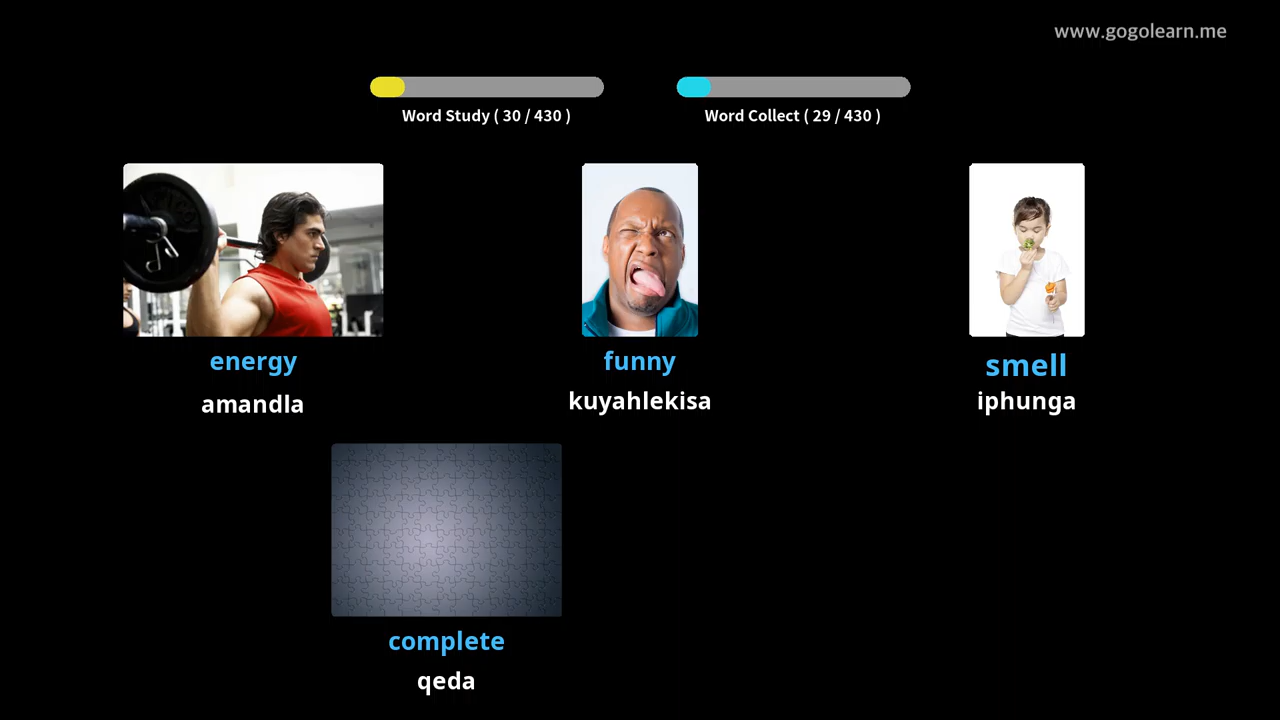 www.gogolearn.me
Word Study ( 30 / 430 )
Word Collect ( 29 / 430 )
energy
amandla
funny
kuyahlekisa
smell
iphunga
complete
qeda